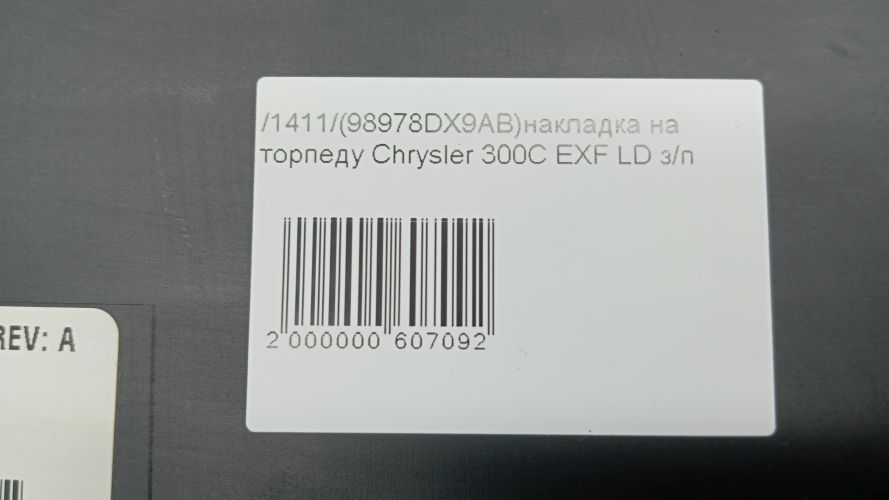 /1411/(98978DX9AB)накладка на
торпеду Chrysler 300C EXF LD з/п
2 000000 607092
REV: A